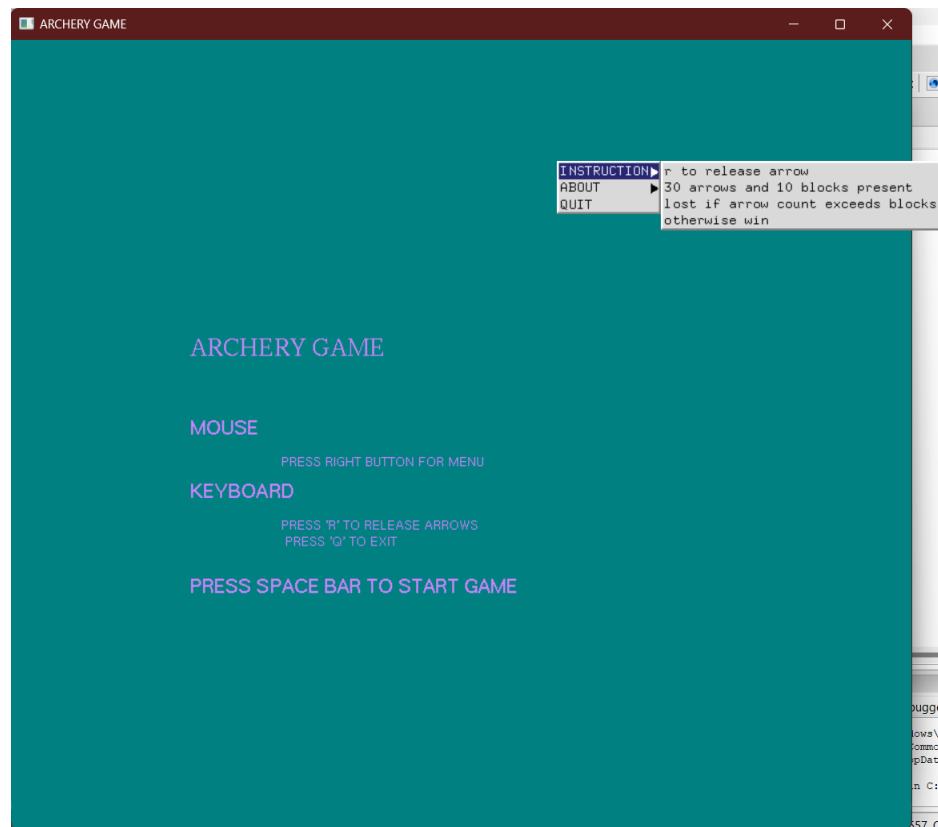 ARCHERY GAME
INSTRUCTION
ABOUT
QUIT
r to release arrow
30 arrows and 10 blocks present
lost if arrow count exceeds blocks
otherwise win
ARCHERY GAME
MOUSE
PRESS RIGHT BUTTON FOR MENU
KEYBOARD
PRESS 'R' TO RELEASE ARROWS
PRESS 'Q' TO EXIT
PRESS SPACE BAR TO START GAME